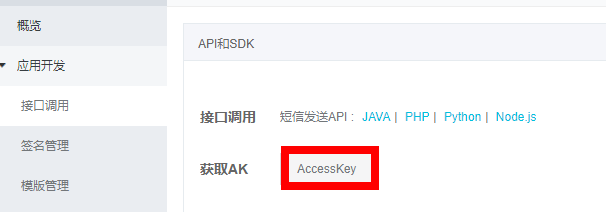 概览
应用开发
接口调用
签名管理
模版管理
API和SDK
接口调用 短信发送API： JAVA | PHP | Python | Node.js
获取AK AccessKey